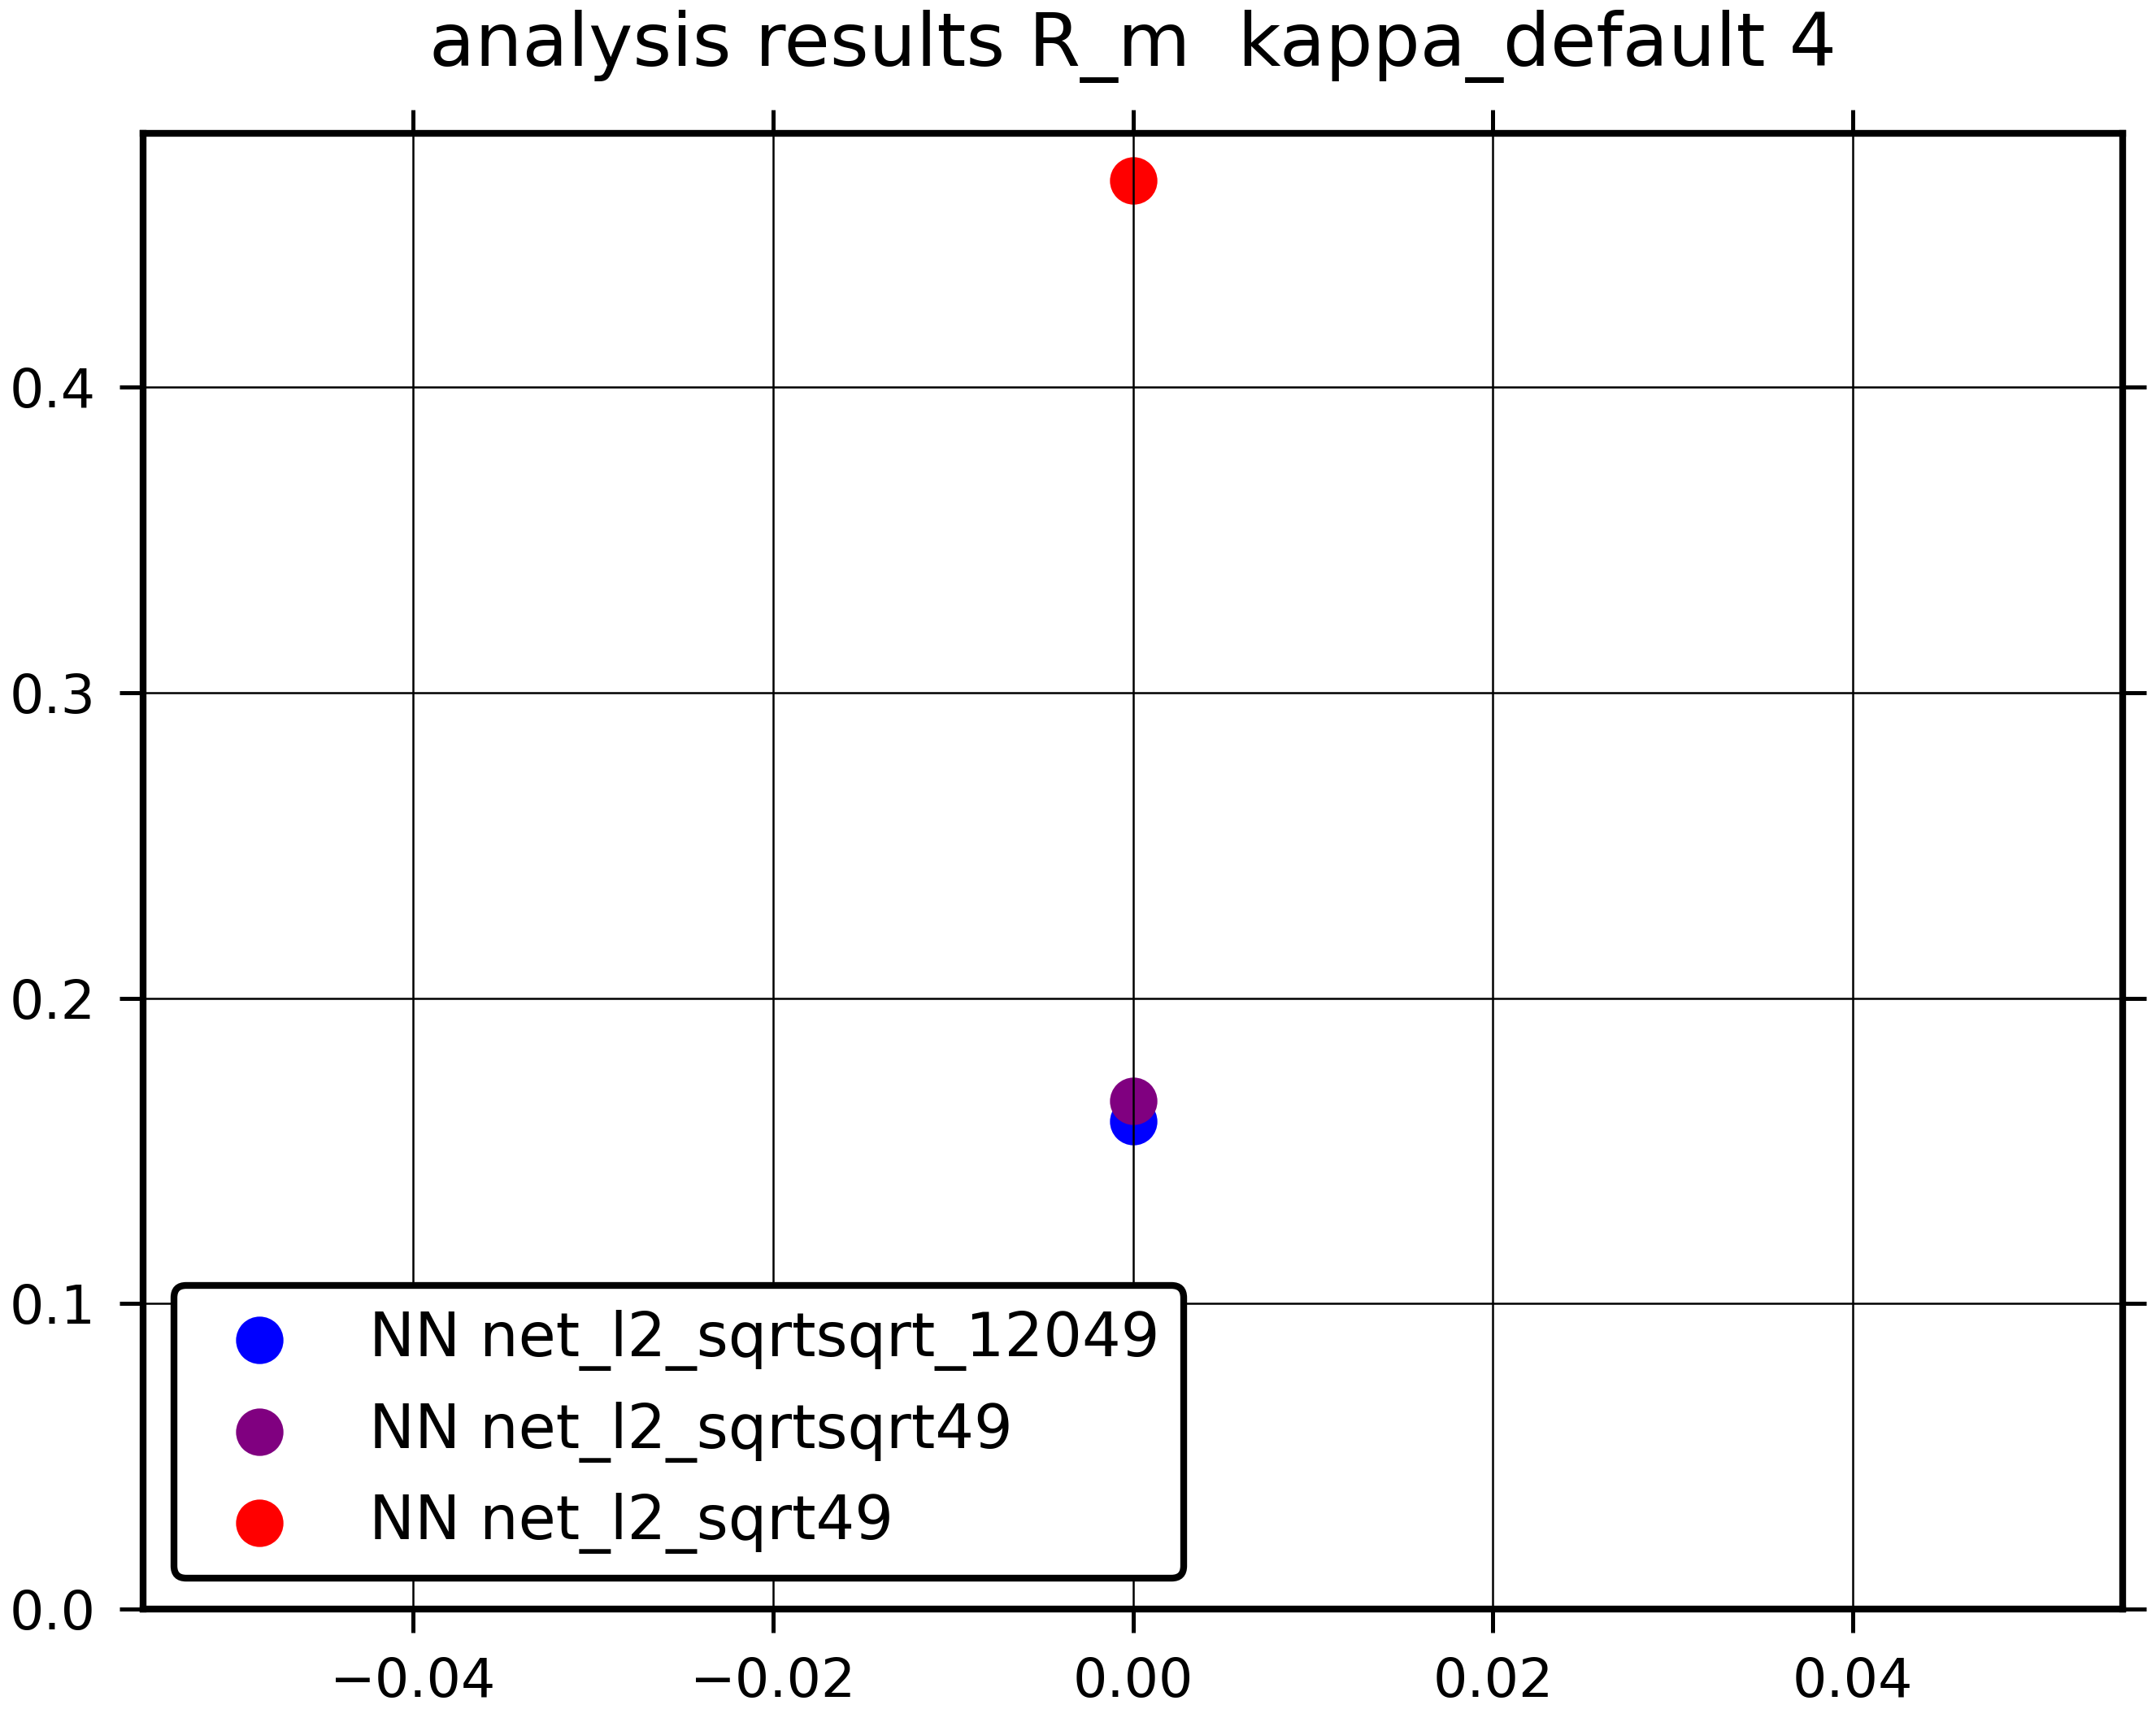 analysis results R_m  kappa_default 4
0.4
0.3
0.2
0.1
0.0
NN net_l2_sqrtsqrt_12049
NN net_l2_sqrtsqrt49
NN net_l2_sqrt49
−0.04 −0.02 0.00 0.02 0.04